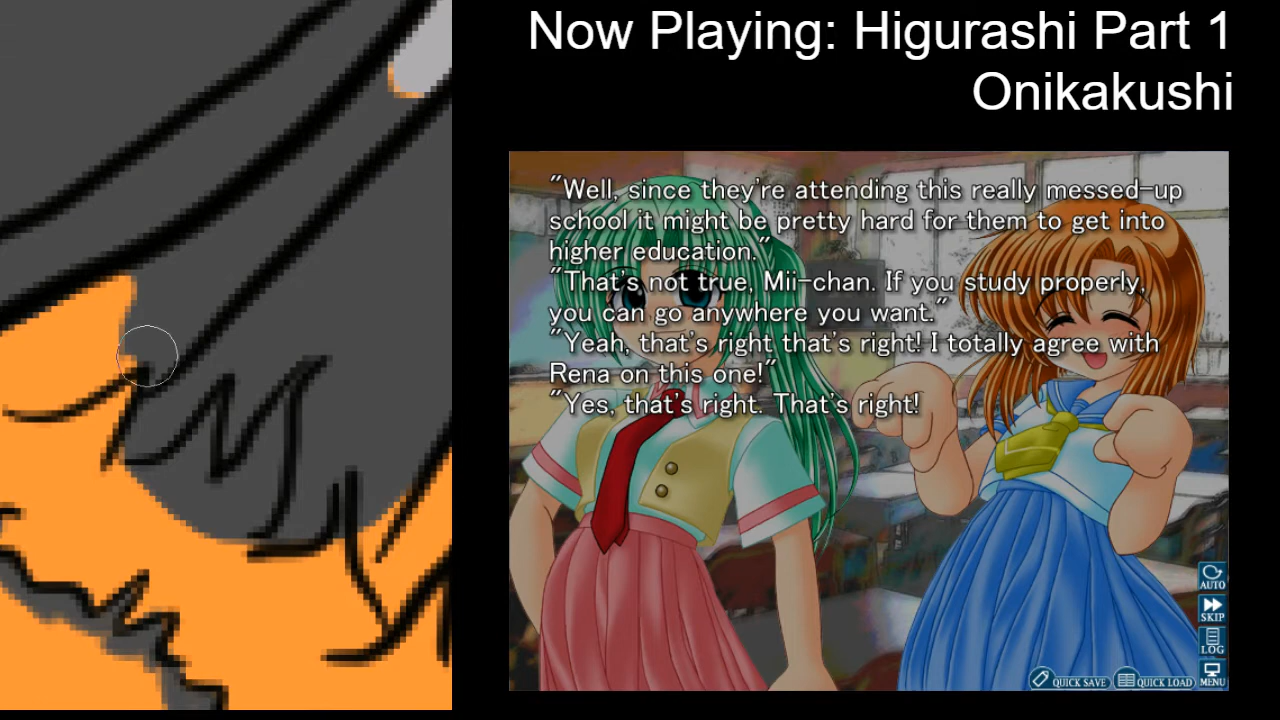 Now Playing: Higurashi Part 1
Onikakushi
"Well, since they're attending this really messed-up
school it might be pretty hard for them to get into
higher education."
"That's not true, Mii-chan. If you study properly,
you can go anywhere you want."
"Yeah, that's right that's right! I totally agree with
Rena on this one!"
"Yes, that's right. That's right!
AUTO
SKIP
LOG
MENU
QUICK SAVE
QUICK LOAD